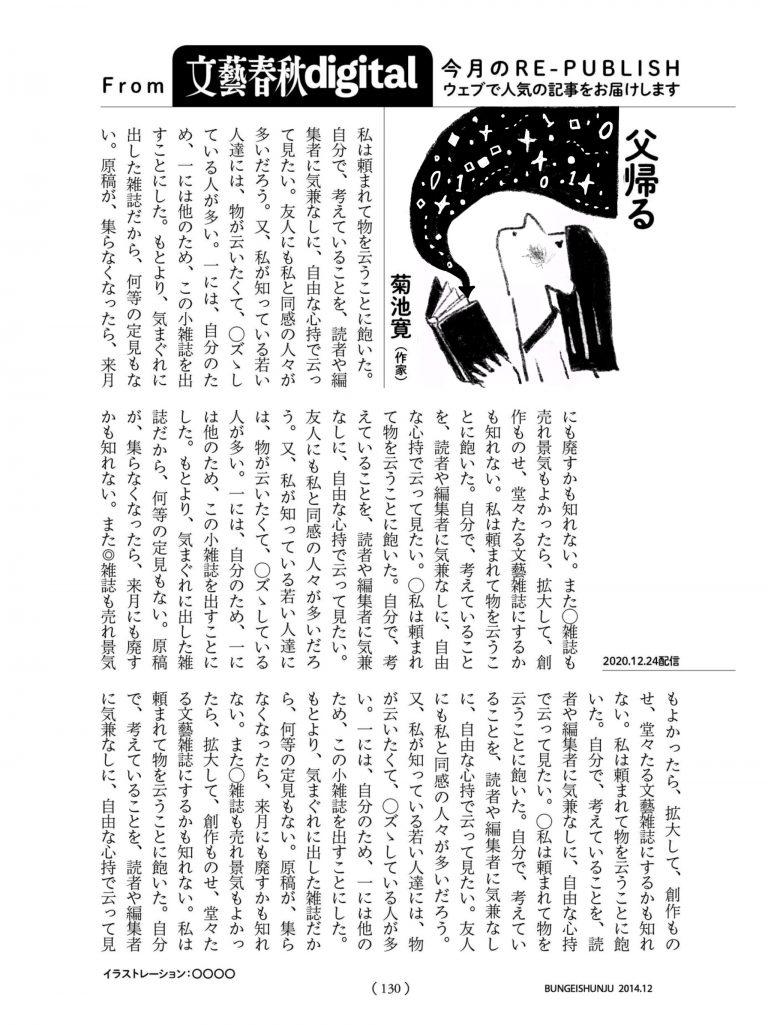 From 文藝春秋digital
今月のRE-PUBLISH
ウェブで人気の記事をお届けします
父帰る
菊池寛（作家）
私は頼まれて物を云うことに飽いた。
自分で、考えていることを、読者や編
集者に気兼なしに、自由な心持で云っ
て見たい。友人にも私と同感の人々が
多いだろう。又、私が知っている若い
人達には、物が云いたくて、〇ズヽし
ている人が多い。一には、自分のた
め、一には他のため、この小雑誌を出
すことにした。もとより、気まぐれに
出した雑誌だから、何等の定見もな
い。原稿が、集らなくなったら、来月
にも廃すかも知れない。また〇雑誌も
売れ景気もよかったら、拡大して、創
作ものせ、堂々たる文藝雑誌にするか
も知れない。私は頼まれて物を云うこ
とに飽いた。自分で、考えていること
を、読者や編集者に気兼なしに、自由
な心持で云って見たい。〇私は頼まれ
て物を云うことに飽いた。自分で、考
えていることを、読者や編集者に気兼
なしに、自由な心持で云って見たい。
友人にも私と同感の人々が多いだろ
う。又、私が知っている若い人達に
は、物が云いたくて、〇ズヽしている
人が多い。一には、自分のため、一に
は他のため、この小雑誌を出すことに
した。もとより、気まぐれに出した雑
誌だから、何等の定見もない。原稿
が、集らなくなったら、来月にも廃す
かも知れない。また◎雑誌も売れ景気
2020.12.24配信
もよかったら、拡大して、創作もの
せ、堂々たる文藝雑誌にするかも知れ
ない。私は頼まれて物を云うことに飽
いた。自分で、考えていることを、読
者や編集者に気兼なしに、自由な心持
で云って見たい。〇私は頼まれて物を
云うことに飽いた。自分で、考えてい
ることを、読者や編集者に気兼なし
に、自由な心持で云って見たい。友人
にも私と同感の人々が多いだろう。
又、私が知っている若い人達には、物
が云いたくて、〇ズヽしている人が多
い。一には、自分のため、一には他の
ため、この小雑誌を出すことにした。
もとより、気まぐれに出した雑誌だか
ら、何等の定見もない。原稿が、集ら
なくなったら、来月にも廃すかも知れ
ない。また〇雑誌も売れ景気もよかっ
たら、拡大して、創作ものせ、堂々た
る文藝雑誌にするかも知れない。私は
頼まれて物を云うことに飽いた。自分
で、考えていることを、読者や編集者
に気兼なしに、自由な心持で云って見
イラストレーション：〇〇〇〇
（130）
BUNGEISHUNJU 2014.12